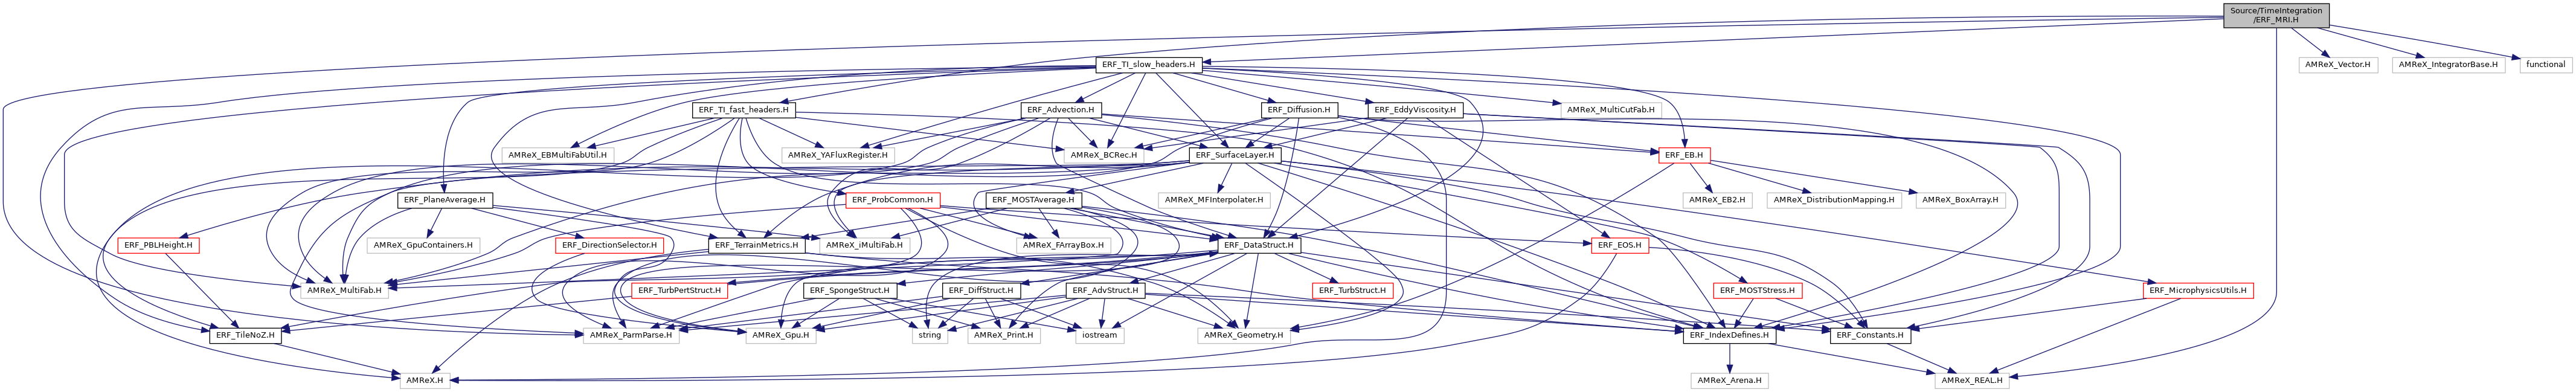 Source/TimeIntegration
/ERF_MRI.H
ERF_TI_slow_headers.H
AMReX_Vector.H
AMReX_IntegratorBase.H
functional
ERF_TI_fast_headers.H
ERF_Advection.H
ERF_Diffusion.H
ERF_EddyViscosity.H
AMReX_MultiCutFab.H
AMReX_EBMultiFabUtil.H
AMReX_YAFluxRegister.H
AMReX_BCRec.H
ERF_SurfaceLayer.H
ERF_EB.H
ERF_PlaneAverage.H
ERF_ProbCommon.H
ERF_MOSTAverage.H
AMReX_MFInterpolater.H
AMReX_EB2.H
AMReX_DistributionMapping.H
AMReX_BoxArray.H
ERF_PBLHeight.H
AMReX_GpuContainers.H
ERF_DirectionSelector.H
ERF_TerrainMetrics.H
AMReX_iMultiFab.H
AMReX_FArrayBox.H
ERF_DataStruct.H
ERF_EOS.H
AMReX_MultiFab.H
ERF_TurbPertStruct.H
ERF_SpongeStruct.H
ERF_DiffStruct.H
ERF_AdvStruct.H
ERF_TurbStruct.H
ERF_MOSTStress.H
ERF_MicrophysicsUtils.H
ERF_TileNoZ.H
AMReX_ParmParse.H
AMReX_Gpu.H
string
AMReX_Print.H
iostream
AMReX_Geometry.H
ERF_IndexDefines.H
ERF_Constants.H
AMReX.H
AMReX_Arena.H
AMReX_REAL.H